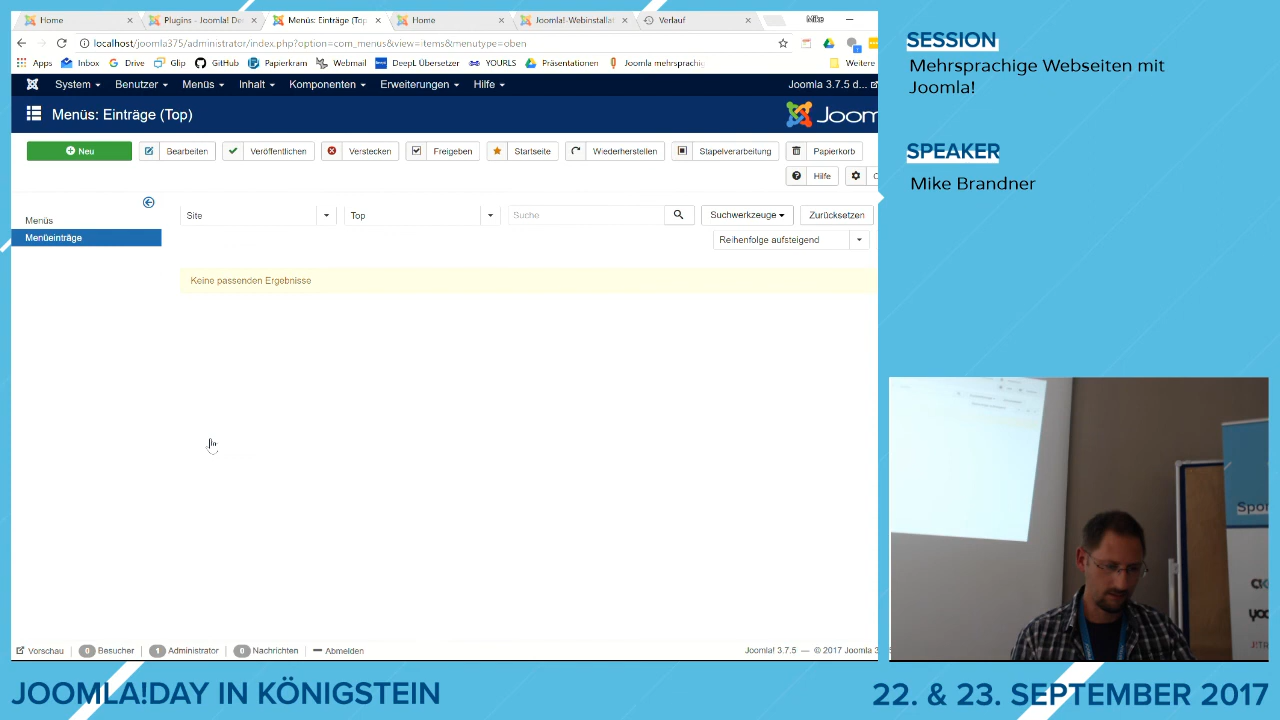 Home
Plugins - Joomla! De
Menüs: Einträge (Top
Home
Joomla!-Webinstalla
Verlauf
Mike
localhost/joomla375/administrator/index.php?option=com_menus&view=items&menutype=oben
Apps
Inbox
Drive
Glip
GitHub
Papierkram
Webmail
DeepL Übersetzer
YOURLS
Präsentationen
Joomla mehrsprachig
Weitere
System
Benutzer
Menüs
Inhalt
Komponenten
Erweiterungen
Hilfe
Joomla 3.7.5 d...
Menüs: Einträge (Top)
Joom
Neu
Bearbeiten
Veröffentlichen
Verstecken
Freigeben
Startseite
Wiederherstellen
Stapelverarbeitung
Papierkorb
Hilfe
Menüs
Menüeinträge
Site
Top
Suche
Suchwerkzeuge
Zurücksetzen
Reihenfolge aufsteigend
Keine passenden Ergebnisse
Vorschau
0 Besucher
1 Administrator
0 Nachrichten
Abmelden
Joomla! 3.7.5 — © 2017 Joomla 3
SESSION
Mehrsprachige Webseiten mit
Joomla!
SPEAKER
Mike Brandner
Spo
JOOMLA!DAY IN KÖNIGSTEIN
22. & 23. SEPTEMBER 2017